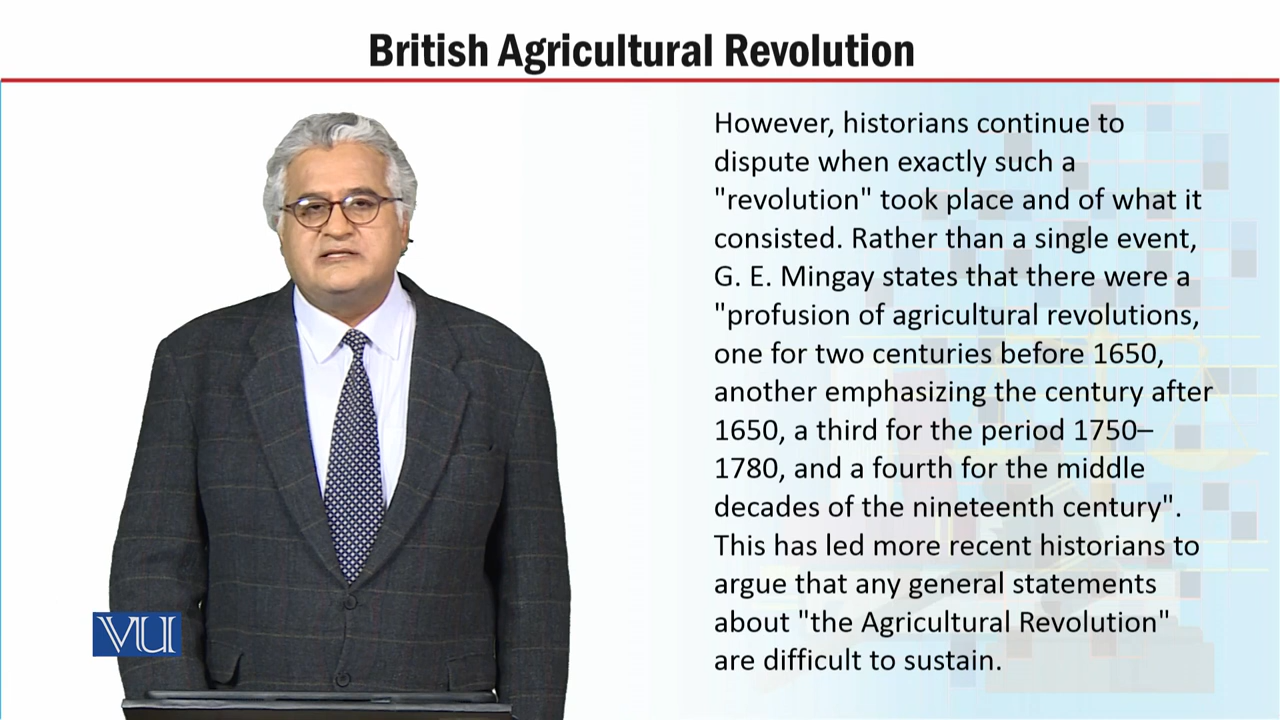 British Agricultural Revolution
However, historians continue to
dispute when exactly such a
"revolution" took place and of what it
consisted. Rather than a single event,
G. E. Mingay states that there were a
"profusion of agricultural revolutions,
one for two centuries before 1650,
another emphasizing the century after
1650, a third for the period 1750–
1780, and a fourth for the middle
decades of the nineteenth century".
This has led more recent historians to
argue that any general statements
about "the Agricultural Revolution"
are difficult to sustain.
VU